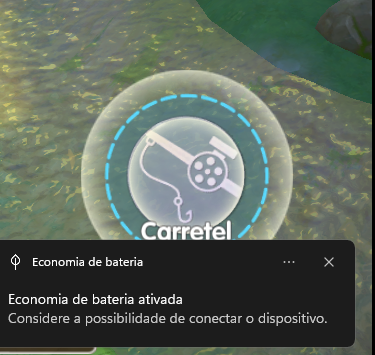 Carretel
Economia de bateria
Economia de bateria ativada
Considere a possibilidade de conectar o dispositivo.